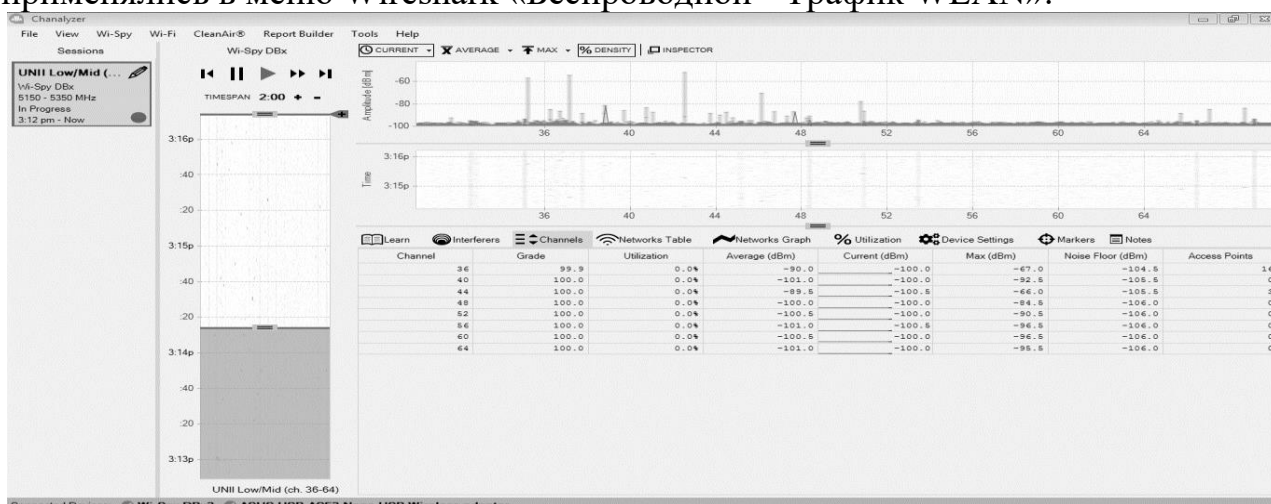 применялись в меню Wireshark «Беспроводной - Трафик WLAN».
Chanalyzer
File View Wi-Spy Wi-Fi CleanAir® Report Builder Tools Help
Sessions
UNII Low/Mid (...
Wi-Spy DBx
5150 - 5350 MHz
In Progress
3:12 pm - Now
Wi-Spy DBx
TIMESPAN 2:00 + -
3:16p
:40
:20
3:15p
:40
:20
3:14p
:40
:20
3:13p
UNII Low/Mid (ch. 36-64)
CURRENT AVERAGE MAX % DENSITY INSPECTOR
Amplitude [dBm]
-60
-80
-100
36 40 44 48 52 56 60 64
Time
3:16p
3:15p
36 40 44 48 52 56 60 64
Learn Interferers Channels Networks Table Networks Graph % Utilization Device Settings Markers Notes
Channel Grade Utilization Average (dBm) Current (dBm) Max (dBm) Noise Floor (dBm) Access Points
36 99.9 0.0% -90.0 -100.0 -67.0 -104.5
40 100.0 0.0% -101.0 -100.0 -92.5 -105.5
44 100.0 0.0% -89.5 -100.5 -66.0 -105.5
48 100.0 0.0% -100.0 -100.0 -84.5 -106.0
52 100.0 0.0% -100.5 -100.0 -90.5 -106.0
56 100.0 0.0% -101.0 -100.5 -96.5 -106.0
60 100.0 0.0% -100.5 -100.0 -96.5 -106.0
64 100.0 0.0% -101.0 -100.0 -95.5 -106.0